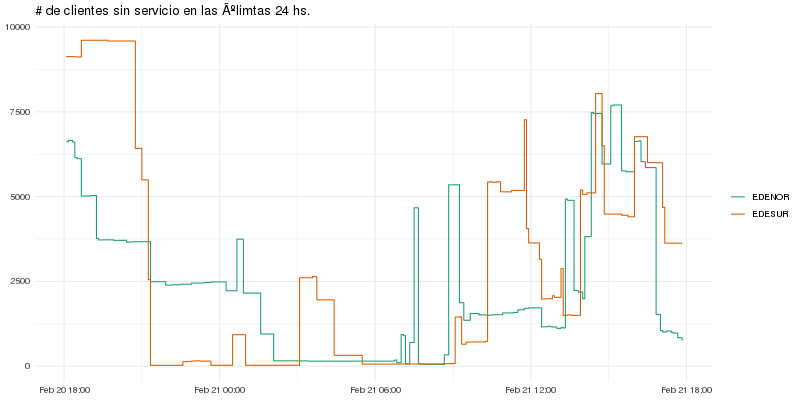 # de clientes sin servicio en las Ãºlimtas 24 hs.
10000
7500
5000
2500
0
Feb 20 18:00
Feb 21 00:00
Feb 21 06:00
Feb 21 12:00
Feb 21 18:00
EDENOR
EDESUR